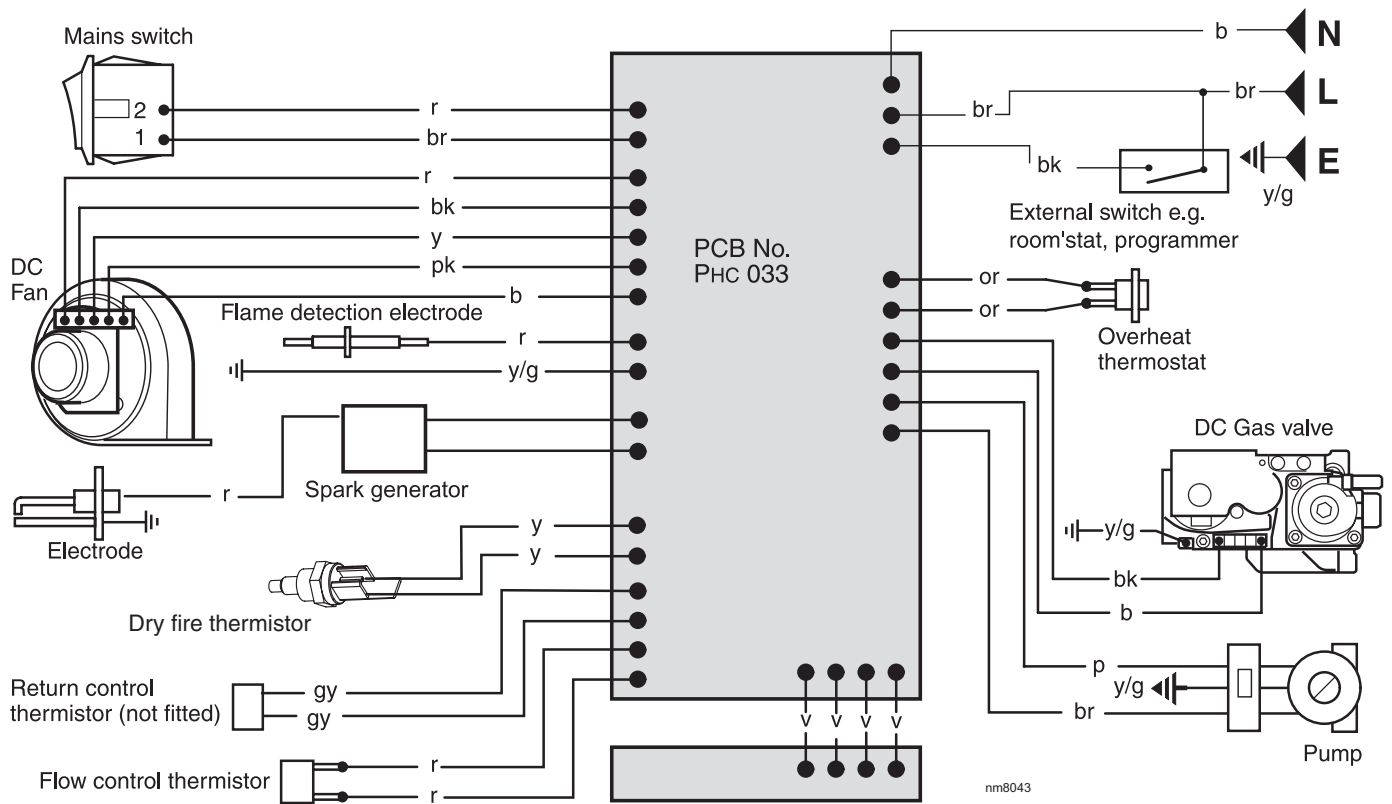 Mains switch
2
1
r
br
r
bk
y
pk
b
DC
Fan
Flame detection electrode
r
y/g
Spark generator
r
Electrode
y
y
Dry fire thermistor
Return control
thermistor (not fitted)
gy
gy
Flow control thermistor
r
r
PCB No.
PHC 033
b
N
br
br
L
bk
E
y/g
External switch e.g.
room'stat, programmer
or
or
Overheat
thermostat
DC Gas valve
y/g
bk
b
p
y/g
br
Pump
v
v
v
v
nm8043